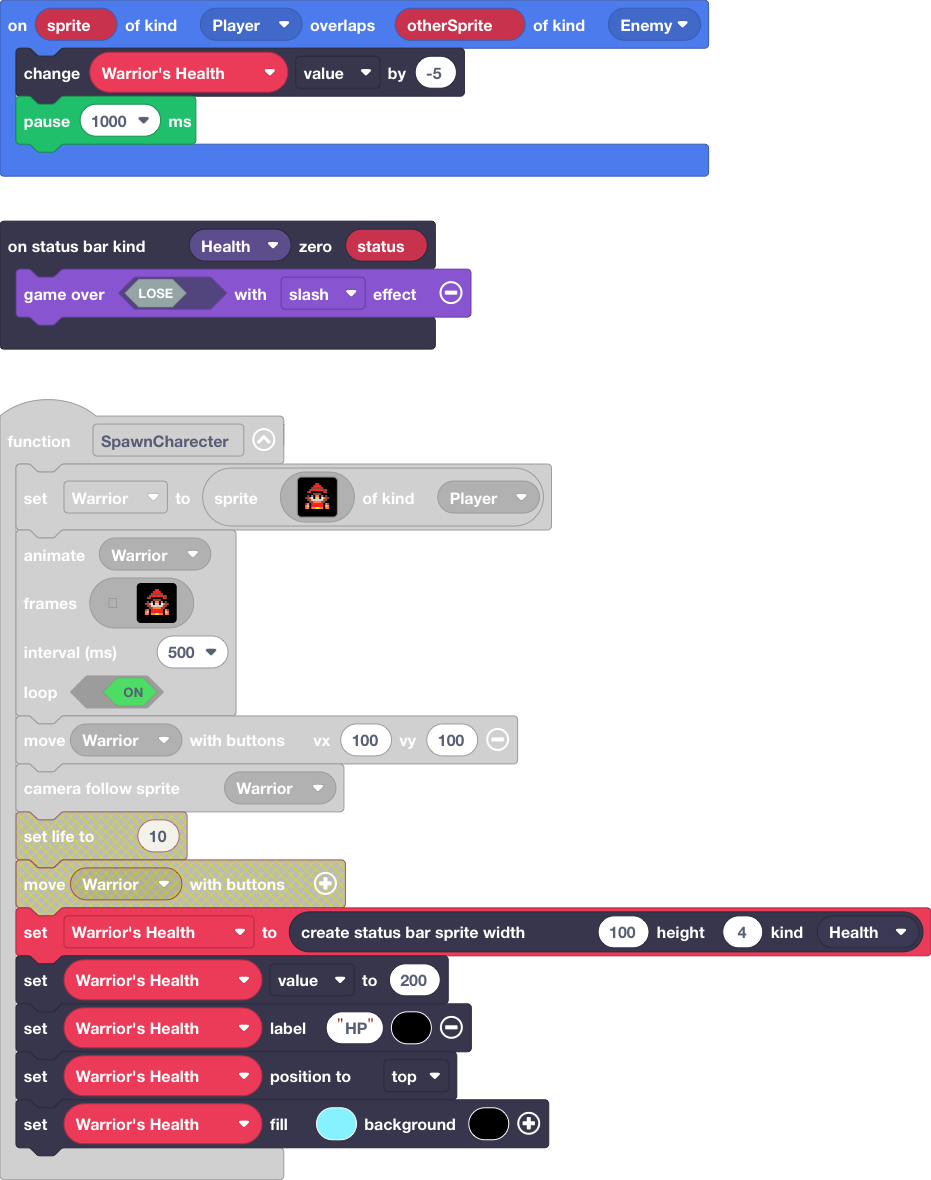 on sprite of kind Player overlaps otherSprite of kind Enemy
change Warrior's Health value by -5
pause 1000 ms
on status bar kind Health zero status
game over LOSE with slash effect
function SpawnCharecter
set Warrior to sprite of kind Player
animate Warrior
frames
interval (ms) 500
loop ON
move Warrior with buttons vx 100 vy 100
camera follow sprite Warrior
set life to 10
move Warrior with buttons
set Warrior's Health to create status bar sprite width 100 height 4 kind Health
set Warrior's Health value to 200
set Warrior's Health label "HP"
set Warrior's Health position to top
set Warrior's Health fill background